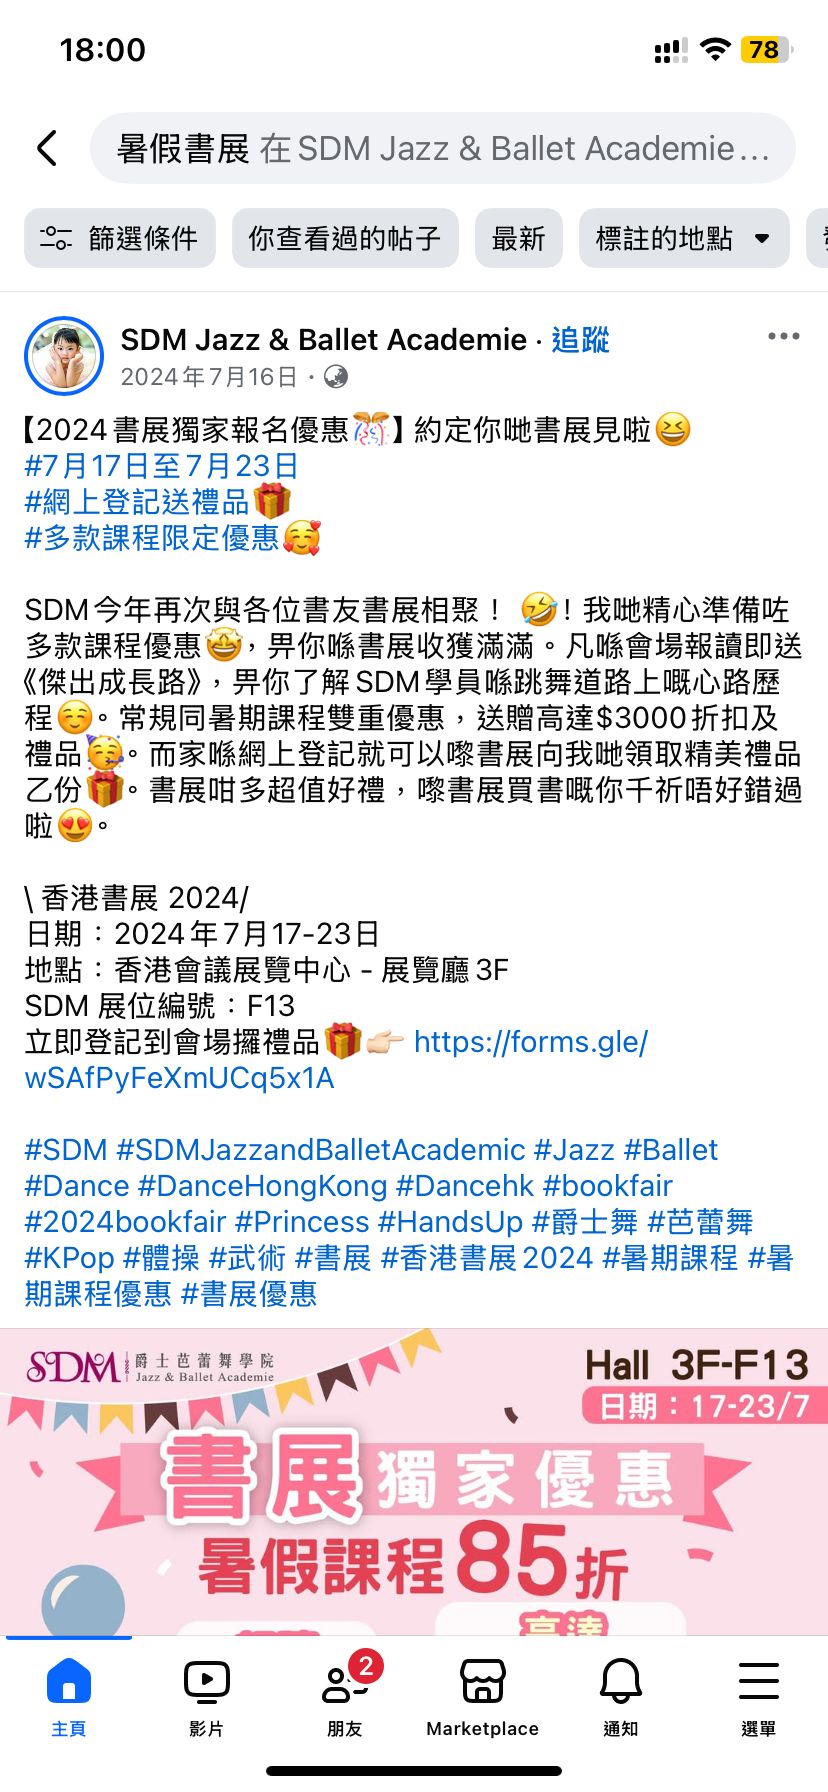 18:00
78
暑假書展 在 SDM Jazz & Ballet Academie...
篩選條件 你查看過的帖子 最新 標註的地點
SDM Jazz & Ballet Academie · 追蹤
2024年7月16日 ·
【2024書展獨家報名優惠🎊】約定你哋書展見啦😆
#7月17日至7月23日
#網上登記送禮品🎁
#多款課程限定優惠🥰
SDM今年再次與各位書友書展相聚！ 🤣！我哋精心準備咗
多款課程優惠🤩，畀你喺書展收獲滿滿。凡喺會場報讀即送
《傑出成長路》，畀你了解SDM學員喺跳舞道路上嘅心路歷
程☺️。常規同暑期課程雙重優惠，送贈高達$3000折扣及
禮品🥳。而家喺網上登記就可以嚟書展向我哋領取精美禮品
乙份🎁。書展咁多超值好禮，嚟書展買書嘅你千祈唔好錯過
啦😍。
\ 香港書展 2024/
日期：2024年7月17-23日
地點：香港會議展覽中心 - 展覽廳3F
SDM 展位編號：F13
立即登記到會場攞禮品🎁👉🏻 https://forms.gle/
wSAfPyFeXmUCq5x1A
#SDM #SDMJazzandBalletAcademic #Jazz #Ballet
#Dance #DanceHongKong #Dancehk #bookfair
#2024bookfair #Princess #HandsUp #爵士舞 #芭蕾舞
#KPop #體操 #武術 #書展 #香港書展2024 #暑期課程 #暑
期課程優惠 #書展優惠
SDM 爵士芭蕾舞學院
Jazz & Ballet Academie
Hall 3F-F13
日期：17-23/7
書展獨家優惠
暑假課程85折
高達
2
主頁 影片 朋友 Marketplace 通知 選單